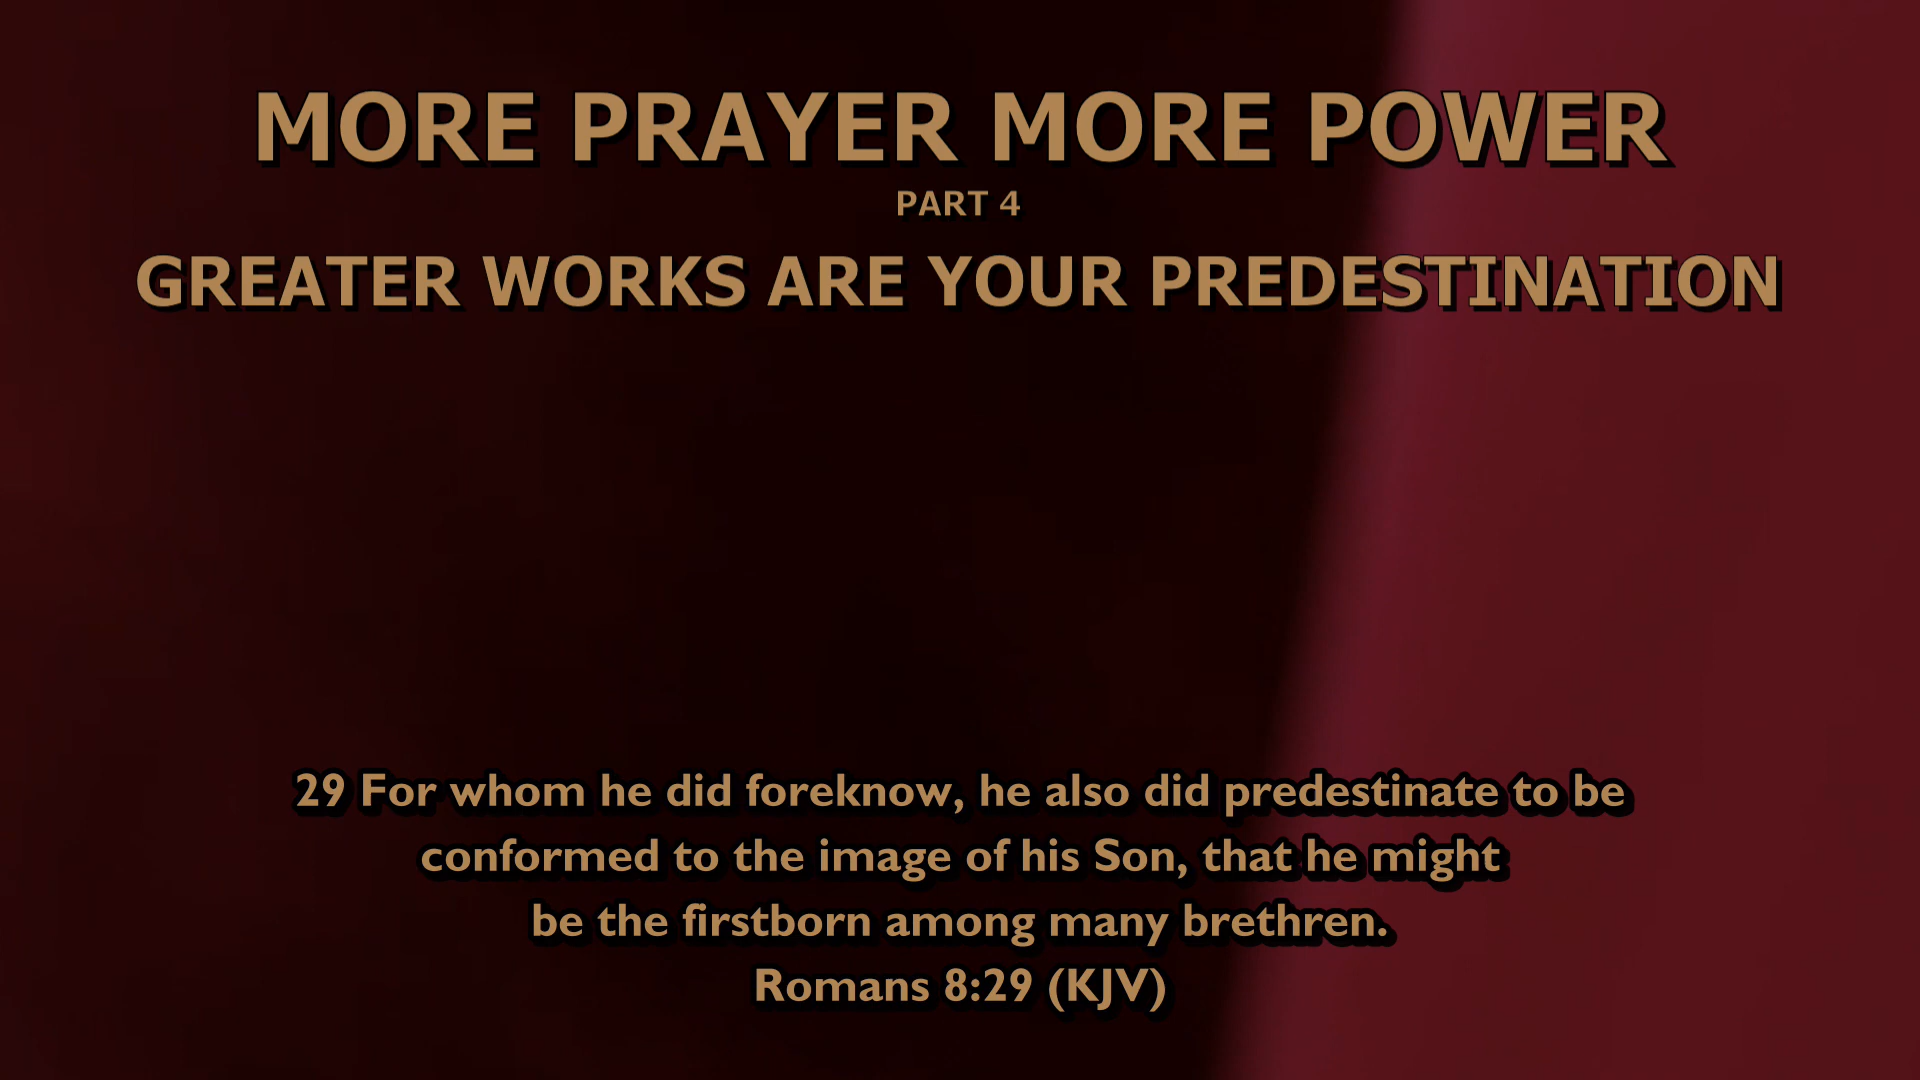 MORE PRAYER MORE POWER
PART 4
GREATER WORKS ARE YOUR PREDESTINATION
29 For whom he did foreknow, he also did predestinate to be
conformed to the image of his Son, that he might
be the firstborn among many brethren.
Romans 8:29 (KJV)